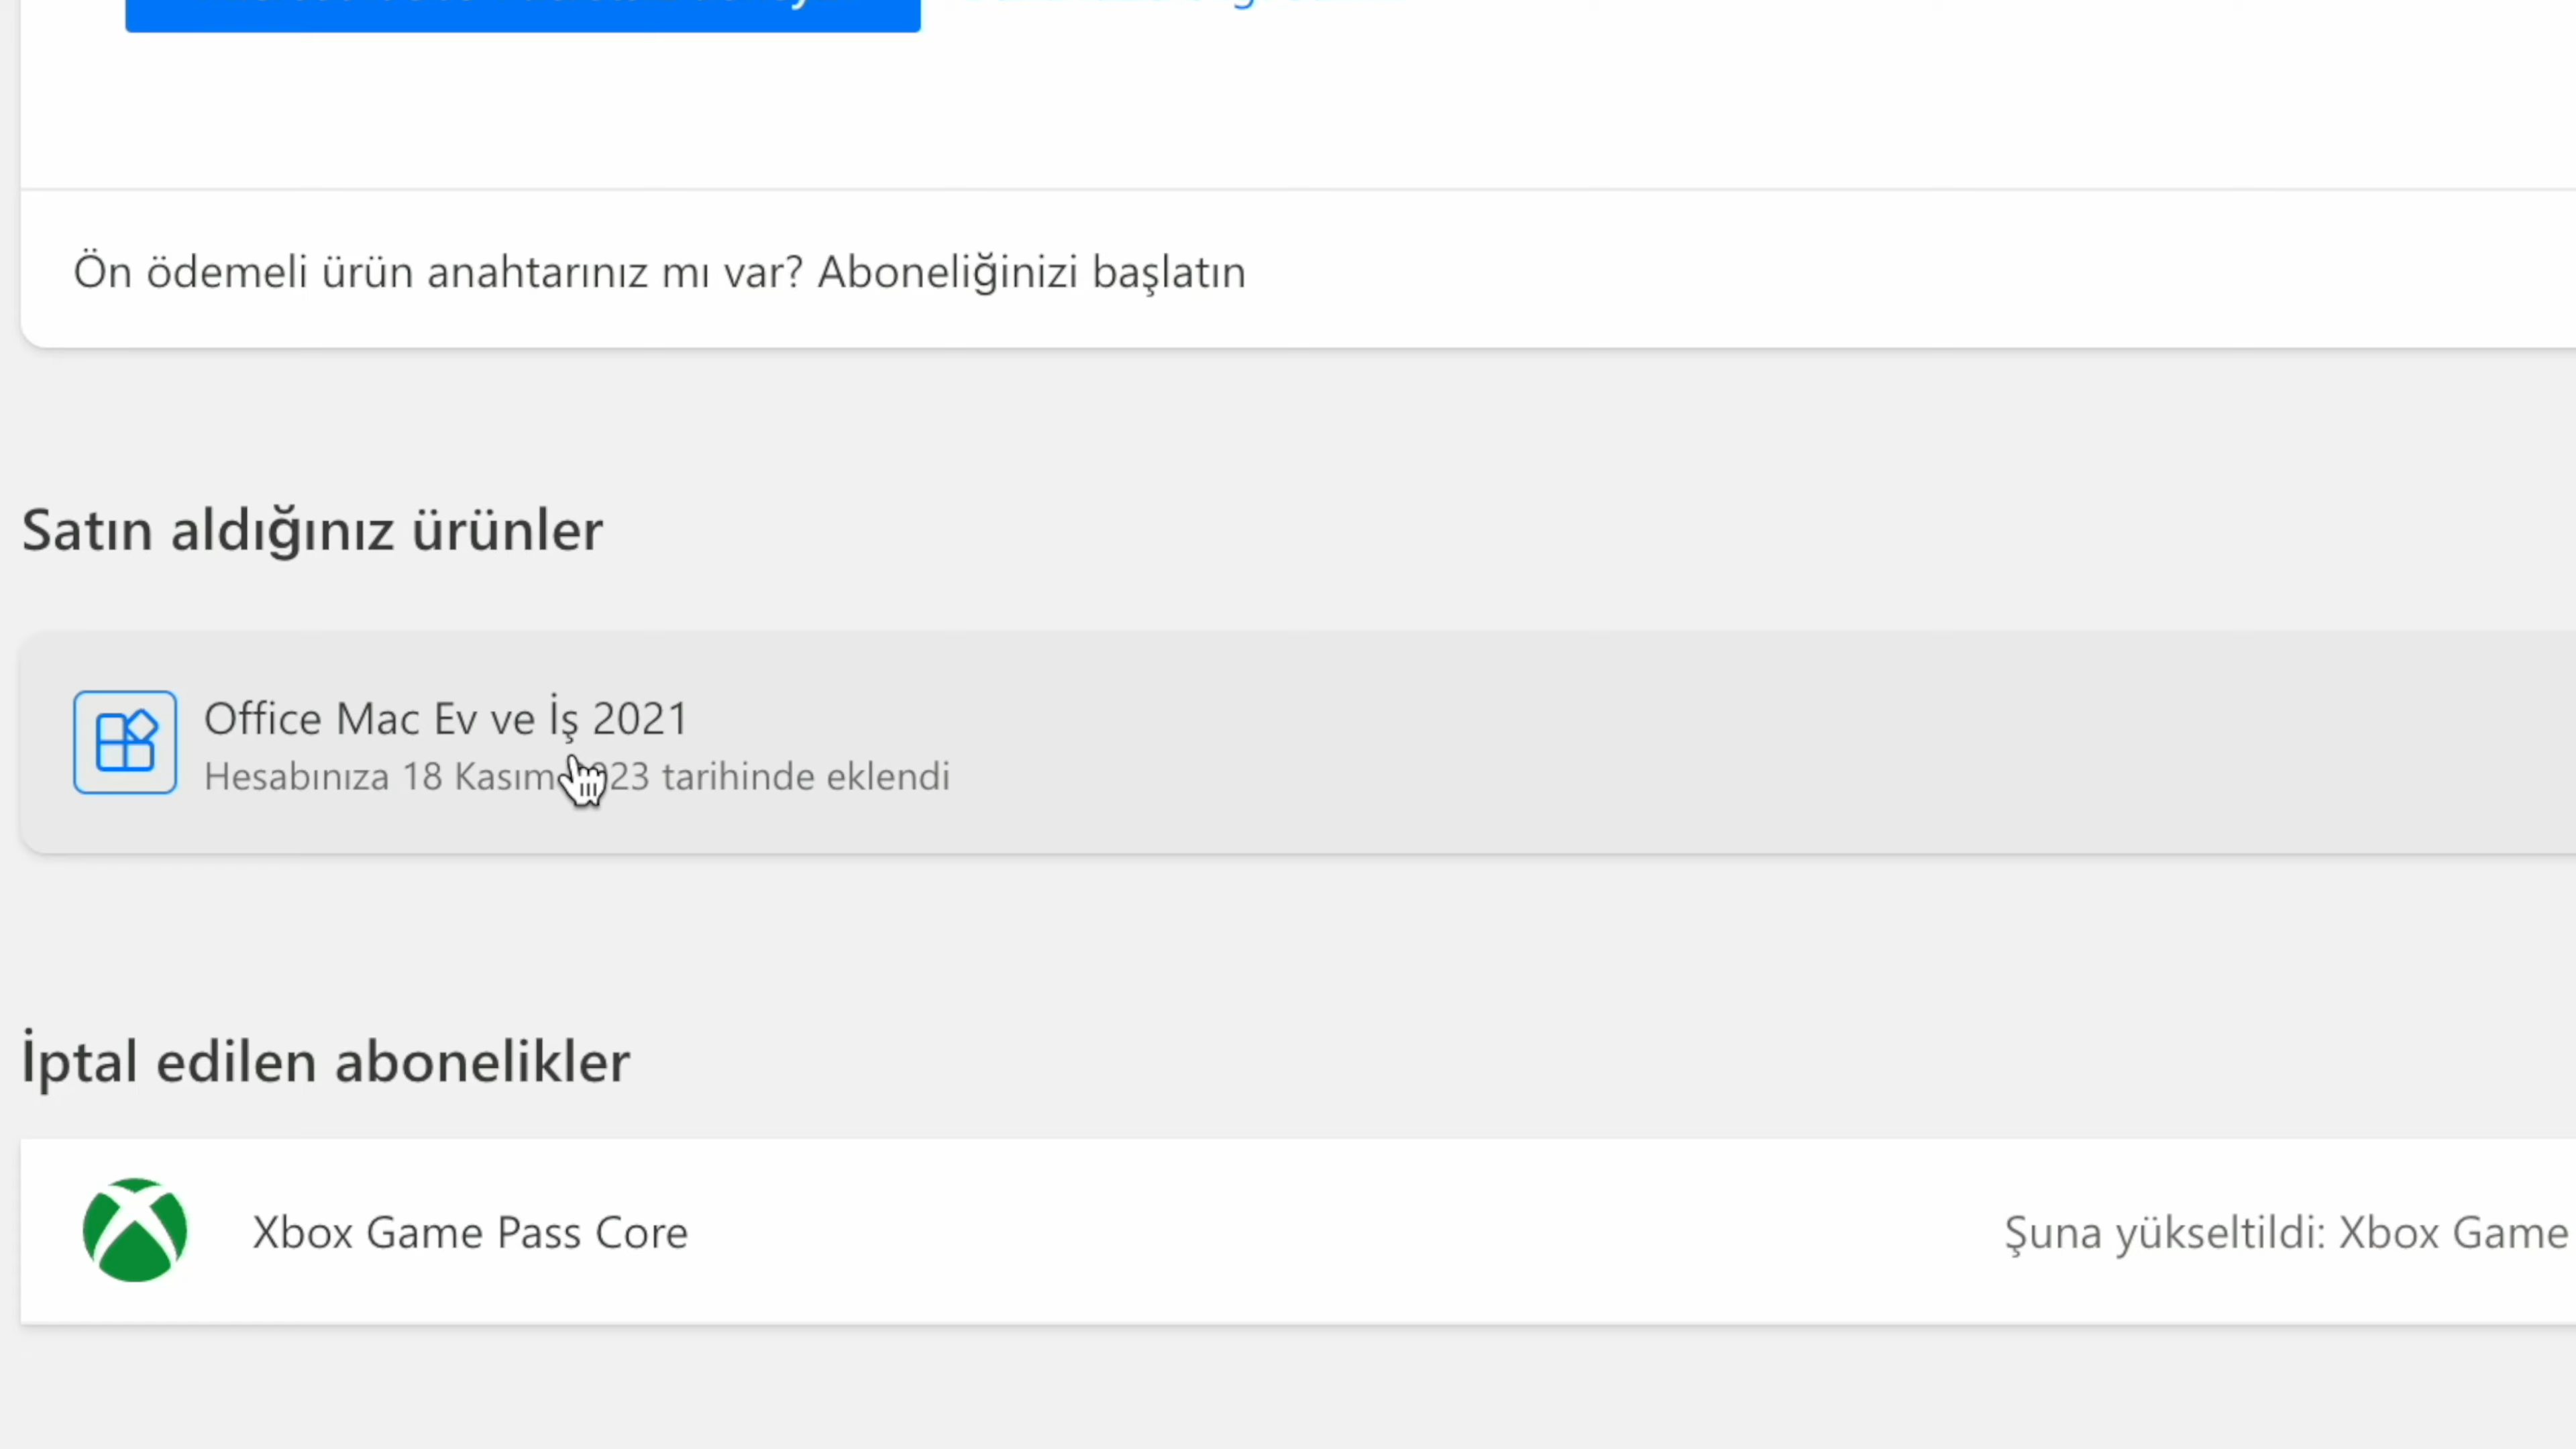 Ön ödemeli ürün anahtarınız mı var? Aboneliğinizi başlatın
Satın aldığınız ürünler
Office Mac Ev ve İş 2021
Hesabınıza 18 Kasım 23 tarihinde eklendi
İptal edilen abonelikler
Xbox Game Pass Core
Şuna yükseltildi: Xbox Game